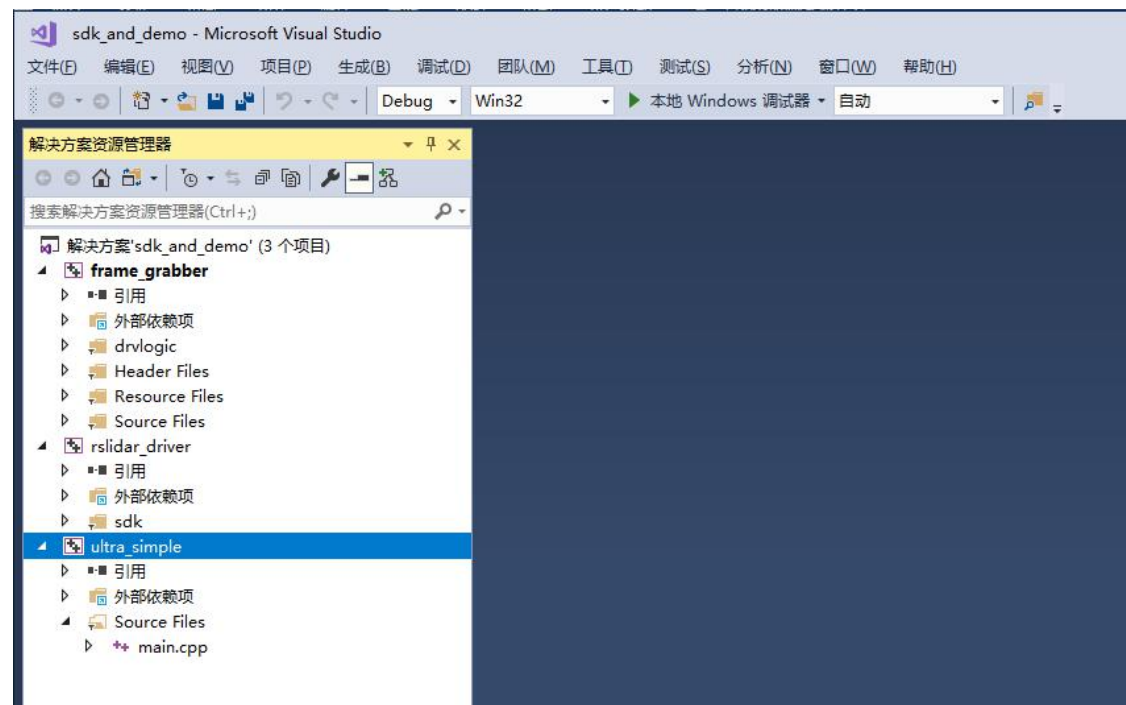 sdk_and_demo - Microsoft Visual Studio
文件(F) 编辑(E) 视图(V) 项目(P) 生成(B) 调试(D) 团队(M) 工具(T) 测试(S) 分析(N) 窗口(W) 帮助(H)
Debug Win32 本地 Windows 调试器 自动
解决方案资源管理器
搜索解决方案资源管理器(Ctrl+;)
解决方案'sdk_and_demo' (3 个项目)
frame_grabber
引用
外部依赖项
drvlogic
Header Files
Resource Files
Source Files
rslidar_driver
引用
外部依赖项
sdk
ultra_simple
引用
外部依赖项
Source Files
main.cpp